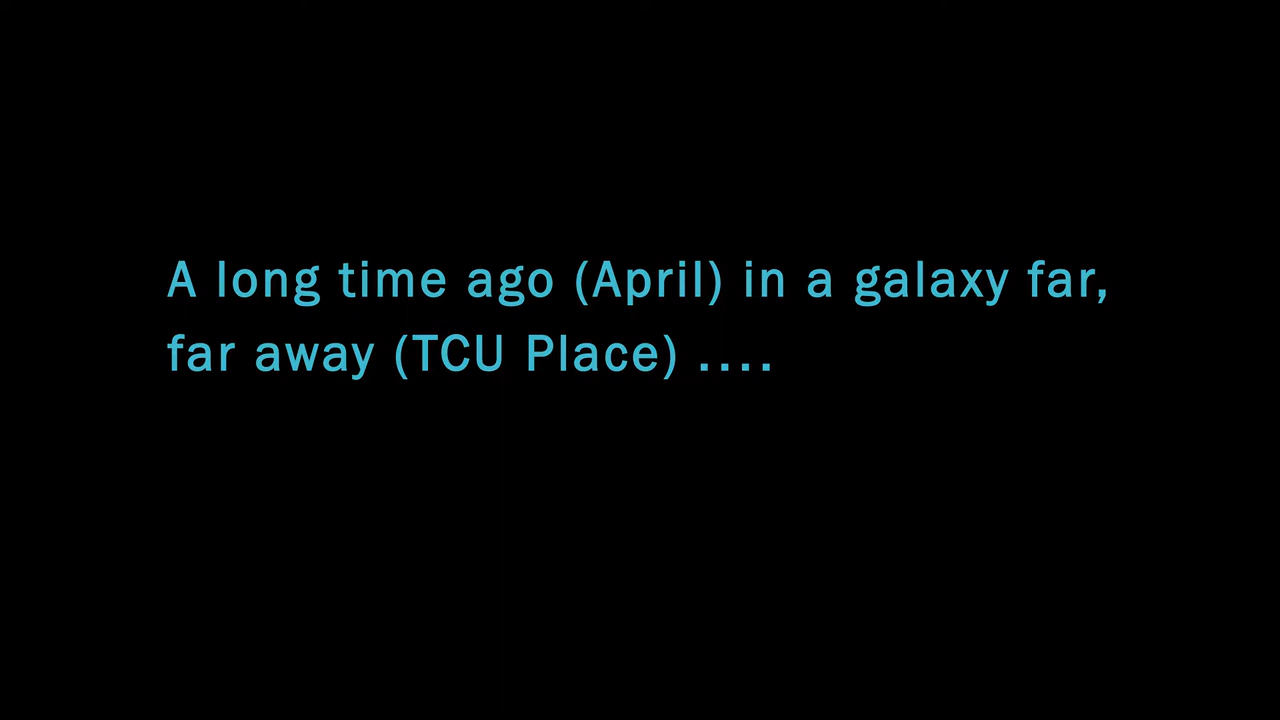 A long time ago (April) in a galaxy far,
far away (TCU Place) ....